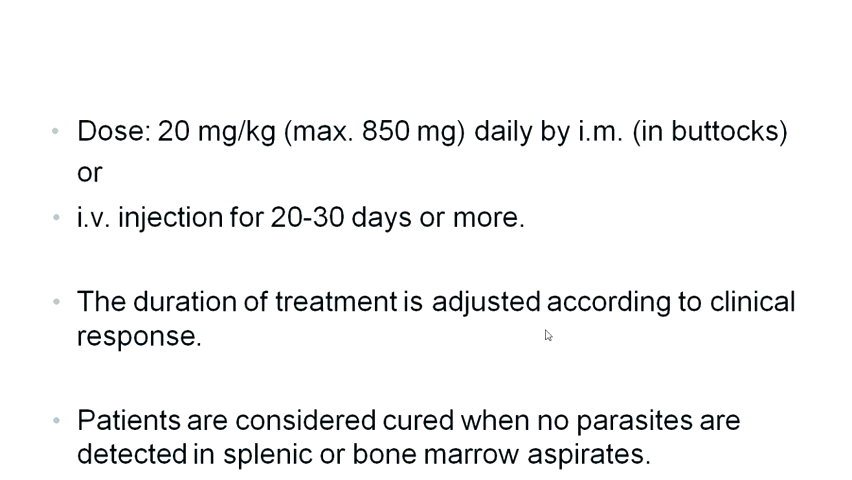 • Dose: 20 mg/kg (max. 850 mg) daily by i.m. (in buttocks)
or
• i.v. injection for 20-30 days or more.
• The duration of treatment is adjusted according to clinical
response.
• Patients are considered cured when no parasites are
detected in splenic or bone marrow aspirates.